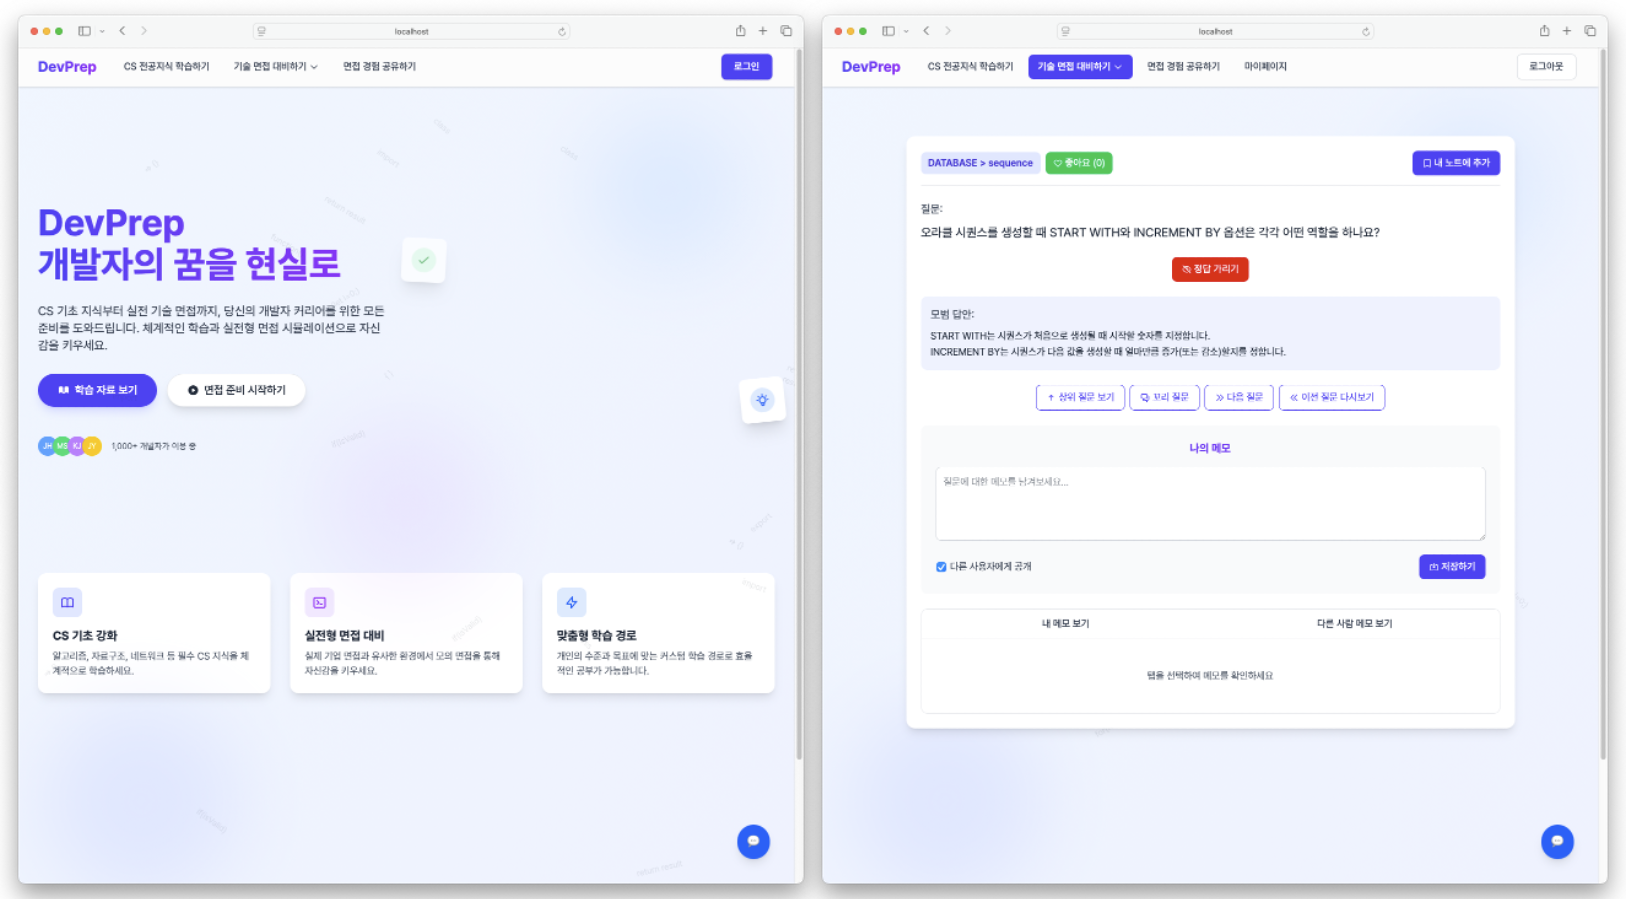 localhost
DevPrep
CS 전공지식 학습하기
기술 면접 대비하기
면접 경험 공유하기
로그인
class
import
class
return result
DevPrep
개발자의 꿈을 현실로
CS 기초 지식부터 실전 기술 면접까지, 당신의 개발자 커리어를 위한 모든
준비를 도와드립니다. 체계적인 학습과 실전형 면접 시뮬레이션으로 자신
감을 키우세요.
학습 자료 보기
면접 준비 시작하기
JH MS KJ JY
1,000+ 개발자가 이용 중
export
import
CS 기초 강화
알고리즘, 자료구조, 네트워크 등 필수 CS 지식을 체
계적으로 학습하세요.
실전형 면접 대비
실제 기업 면접과 유사한 환경에서 모의 면접을 통해
자신감을 키우세요.
맞춤형 학습 경로
개인의 수준과 목표에 맞는 커스텀 학습 경로로 효율
적인 공부가 가능합니다.
return result
localhost
DevPrep
CS 전공지식 학습하기
기술 면접 대비하기
면접 경험 공유하기
마이페이지
로그아웃
DATABASE > sequence
좋아요 (0)
내 노트에 추가
질문:
오라클 시퀀스를 생성할 때 START WITH와 INCREMENT BY 옵션은 각각 어떤 역할을 하나요?
정답 가리기
모범 답안:
START WITH는 시퀀스가 처음으로 생성될 때 시작할 숫자를 지정합니다.
INCREMENT BY는 시퀀스가 다음 값을 생성할 때 얼마만큼 증가(또는 감소)할지를 정합니다.
상위 질문 보기
꼬리 질문
다음 질문
이전 질문 다시보기
나의 메모
질문에 대한 메모를 남겨보세요...
다른 사용자에게 공개
저장하기
내 메모 보기
다른 사람 메모 보기
탭을 선택하여 메모를 확인하세요